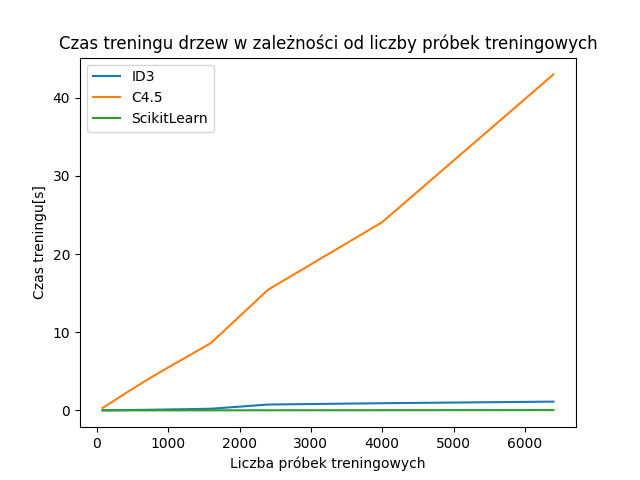 Czas treningu drzew w zależności od liczby próbek treningowych
ID3
C4.5
ScikitLearn
Czas treningu[s]
40
30
20
10
0
0 1000 2000 3000 4000 5000 6000
Liczba próbek treningowych